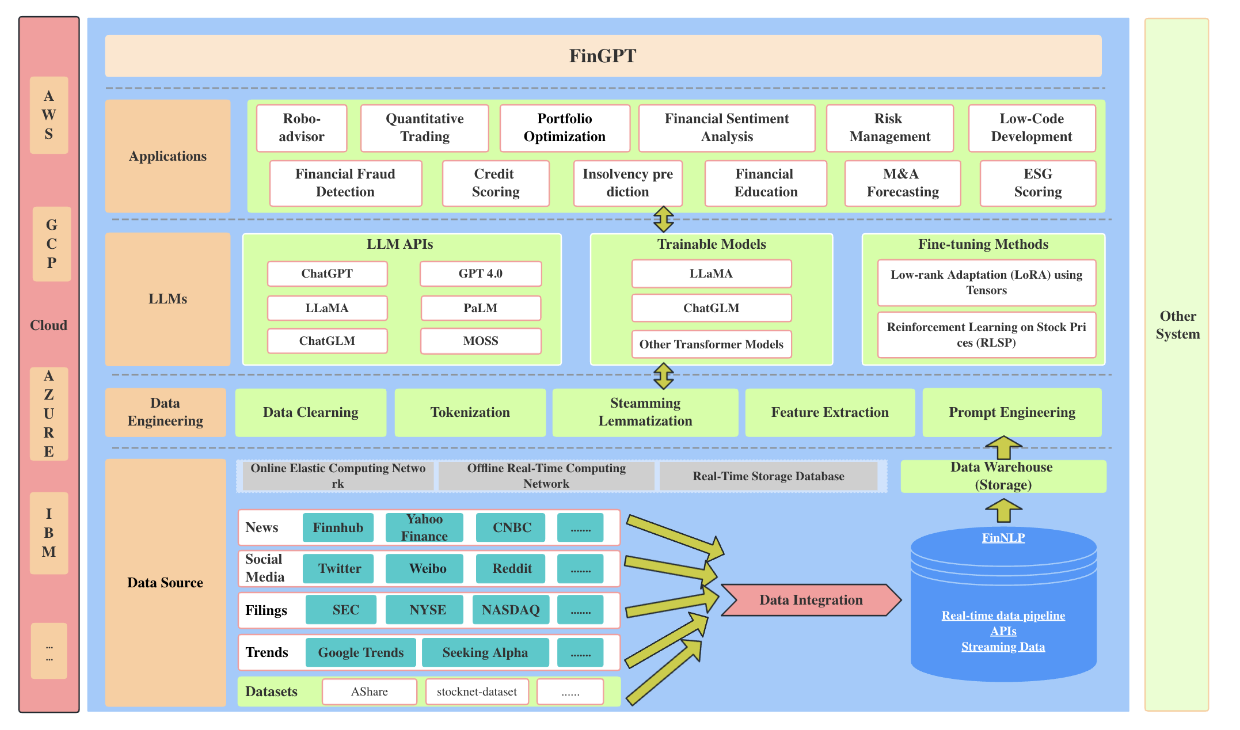 FinGPT
A
W
S
G
C
P
Cloud
A
Z
U
R
E
I
B
M
...
...
Applications
Robo-
advisor
Quantitative
Trading
Portfolio
Optimization
Financial Sentiment
Analysis
Risk
Management
Low-Code
Development
Financial Fraud
Detection
Credit
Scoring
Insolvency pre
diction
Financial
Education
M&A
Forecasting
ESG
Scoring
LLMs
LLM APIs
ChatGPT
GPT 4.0
LLaMA
PaLM
ChatGLM
MOSS
Trainable Models
LLaMA
ChatGLM
Other Transformer Models
Fine-tuning Methods
Low-rank Adaptation (LoRA) using
Tensors
Reinforcement Learning on Stock Pri
ces (RLSP)
Data
Engineering
Data Clearning
Tokenization
Steamming
Lemmatization
Feature Extraction
Prompt Engineering
Data Source
Online Elastic Computing Netwo
rk
Offline Real-Time Computing
Network
Real-Time Storage Database
Data Warehouse
(Storage)
News
Finnhub
Yahoo
Finance
CNBC
.......
Social
Media
Twitter
Weibo
Reddit
.......
Filings
SEC
NYSE
NASDAQ
.......
Trends
Google Trends
Seeking Alpha
.......
Datasets
AShare
stocknet-dataset
......
Data Integration
FinNLP
Real-time data pipeline
APIs
Streaming Data
Other
System